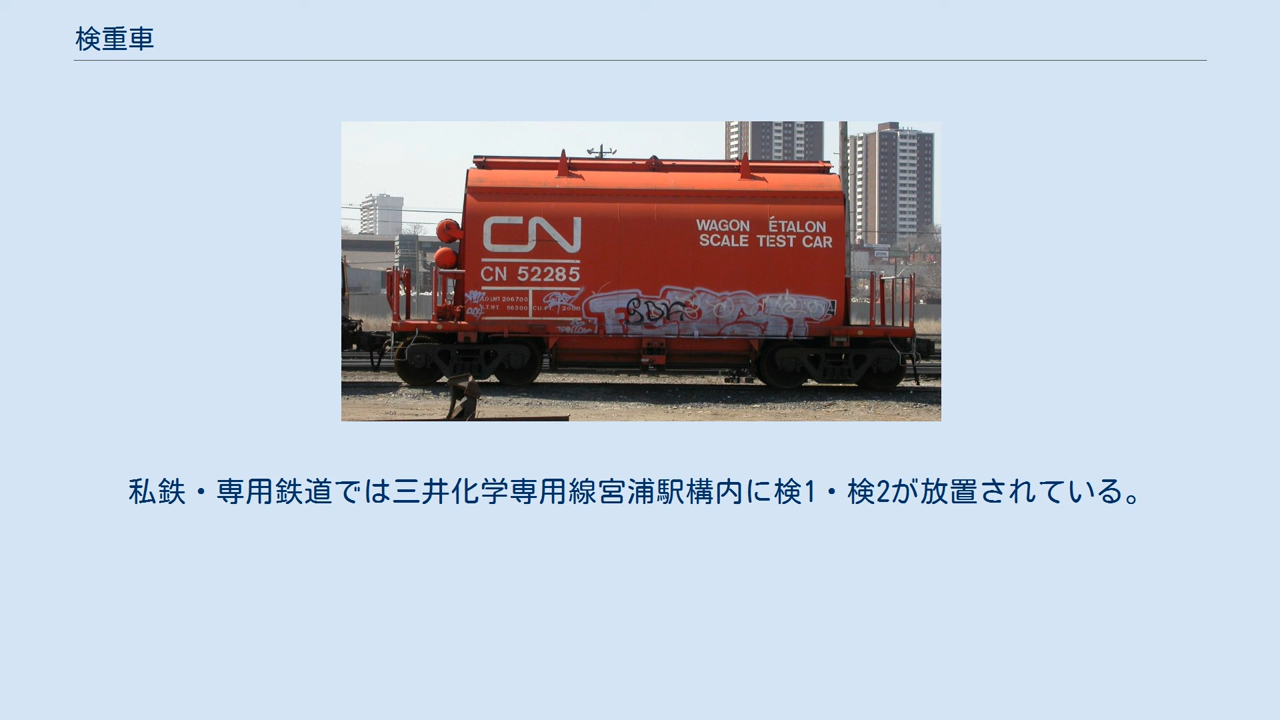 検重車
CN
WAGON ÉTALON
SCALE TEST CAR
CN 52285
私鉄・専用鉄道では三井化学専用線宮浦駅構内に検1・検2が放置されている。